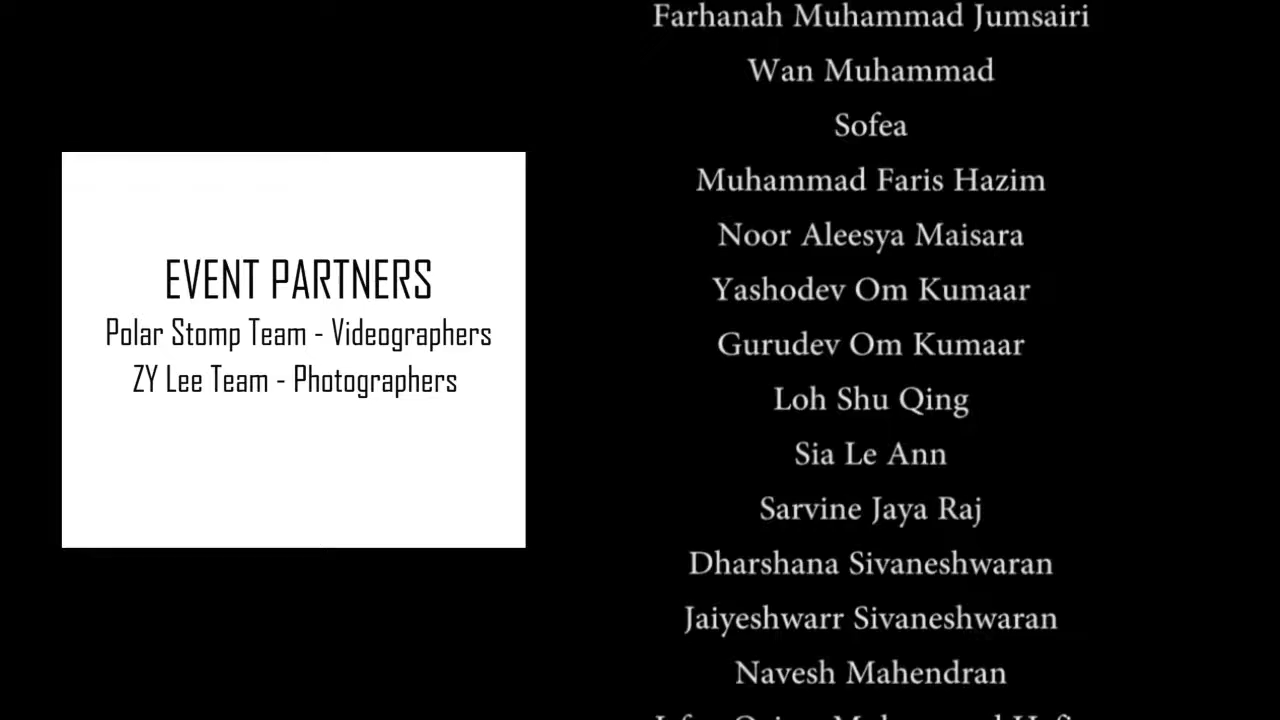 EVENT PARTNERS
Polar Stomp Team - Videographers
ZY Lee Team - Photographers
Farhanah Muhammad Jumsairi
Wan Muhammad
Sofea
Muhammad Faris Hazim
Noor Aleesya Maisara
Yashodev Om Kumaar
Gurudev Om Kumaar
Loh Shu Qing
Sia Le Ann
Sarvine Jaya Raj
Dharshana Sivaneshwaran
Jaiyeshwarr Sivaneshwaran
Navesh Mahendran